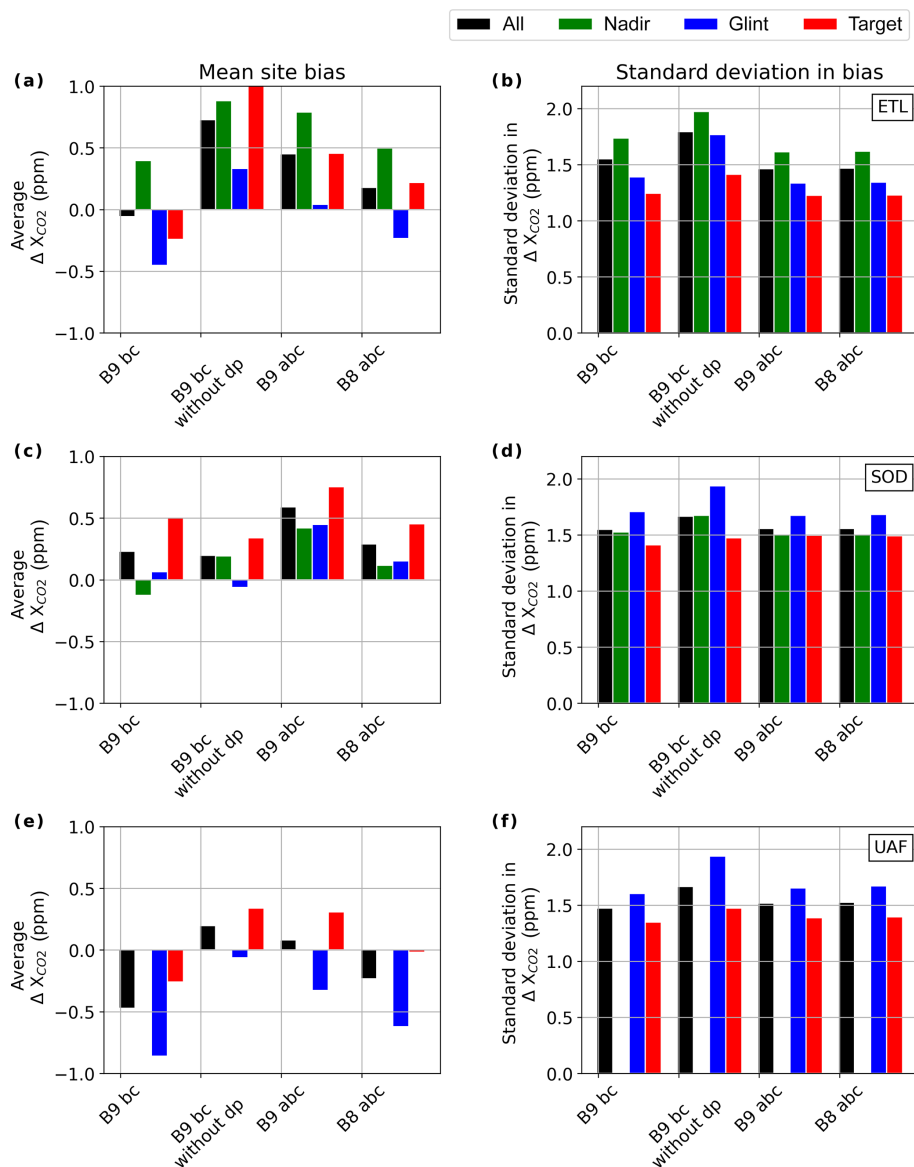 All Nadir Glint Target
(a) Mean site bias
1.0
0.5
0.0
−0.5
−1.0
Average
Δ X_CO2 (ppm)
B9 bc
B9 bc
without dp
B9 abc
B8 abc
(b) Standard deviation in bias
ETL
2.0
1.5
1.0
0.5
0.0
Standard deviation in
Δ X_CO2 (ppm)
B9 bc
B9 bc
without dp
B9 abc
B8 abc
(c)
1.0
0.5
0.0
−0.5
−1.0
Average
Δ X_CO2 (ppm)
B9 bc
B9 bc
without dp
B9 abc
B8 abc
(d)
SOD
2.0
1.5
1.0
0.5
0.0
Standard deviation in
Δ X_CO2 (ppm)
B9 bc
B9 bc
without dp
B9 abc
B8 abc
(e)
1.0
0.5
0.0
−0.5
−1.0
Average
Δ X_CO2 (ppm)
B9 bc
B9 bc
without dp
B9 abc
B8 abc
(f)
UAF
2.0
1.5
1.0
0.5
0.0
Standard deviation in
Δ X_CO2 (ppm)
B9 bc
B9 bc
without dp
B9 abc
B8 abc